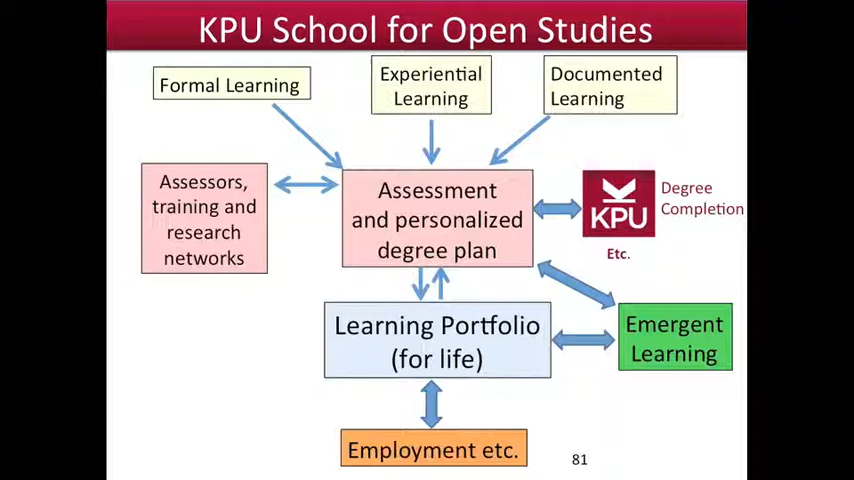 KPU School for Open Studies
Formal Learning
Experiential
Learning
Documented
Learning
Assessors,
training and
research
networks
Assessment
and personalized
degree plan
KPU
Degree
Completion
Etc.
Learning Portfolio
(for life)
Emergent
Learning
Employment etc.
81